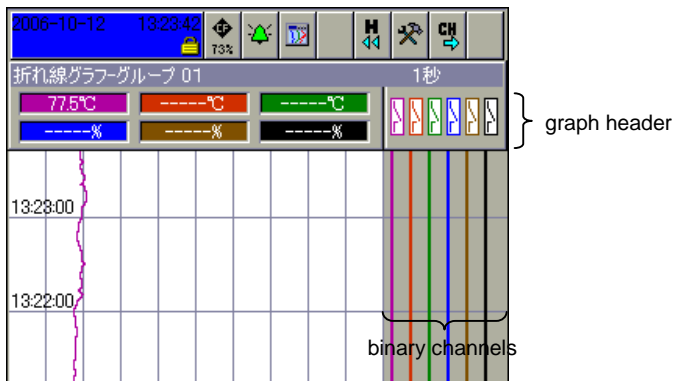 2006-10-12 13:23:42
CF
73%
H
CH
折れ線グラフ-グループ 01 1秒
77.5℃ -----℃ -----℃
-----% -----% -----%
graph header
13:23:00
13:22:00
binary channels